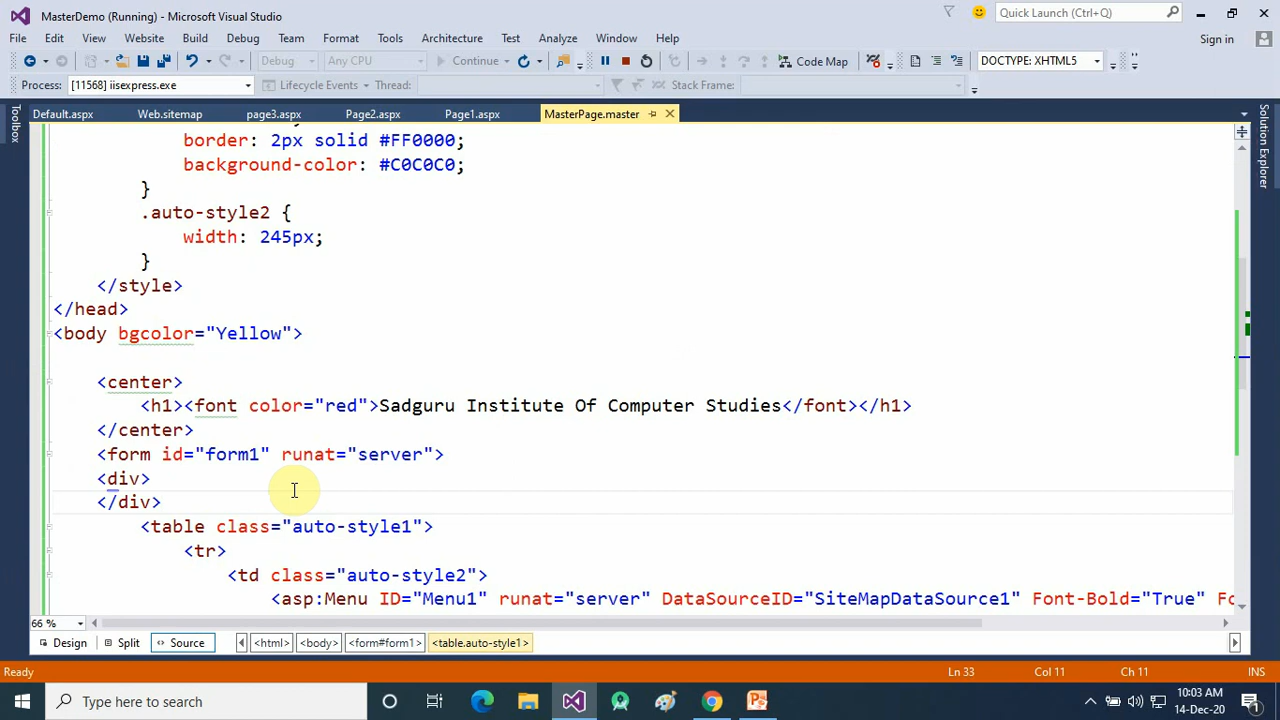 MasterDemo (Running) - Microsoft Visual Studio
Quick Launch (Ctrl+Q)
File Edit View Website Build Debug Team Format Tools Architecture Test Analyze Window Help
Sign in
Debug Any CPU Continue Code Map DOCTYPE: XHTML5
Process: [11568] iisexpress.exe Lifecycle Events Thread: Stack Frame:
Toolbox
Default.aspx Web.sitemap page3.aspx Page2.aspx Page1.aspx MasterPage.master
Solution Explorer
border: 2px solid #FF0000;
background-color: #C0C0C0;
}
.auto-style2 {
width: 245px;
}
</style>
</head>
<body bgcolor="Yellow">
<center>
<h1><font color="red">Sadguru Institute Of Computer Studies</font></h1>
</center>
<form id="form1" runat="server">
<div>
</div>
<table class="auto-style1">
<tr>
<td class="auto-style2">
<asp:Menu ID="Menu1" runat="server" DataSourceID="SiteMapDataSource1" Font-Bold="True" Fo
66 %
Design Split Source <html> <body> <form#form1> <table.auto-style1>
Ready Ln 33 Col 11 Ch 11 INS
Type here to search
10:03 AM
14-Dec-20
1